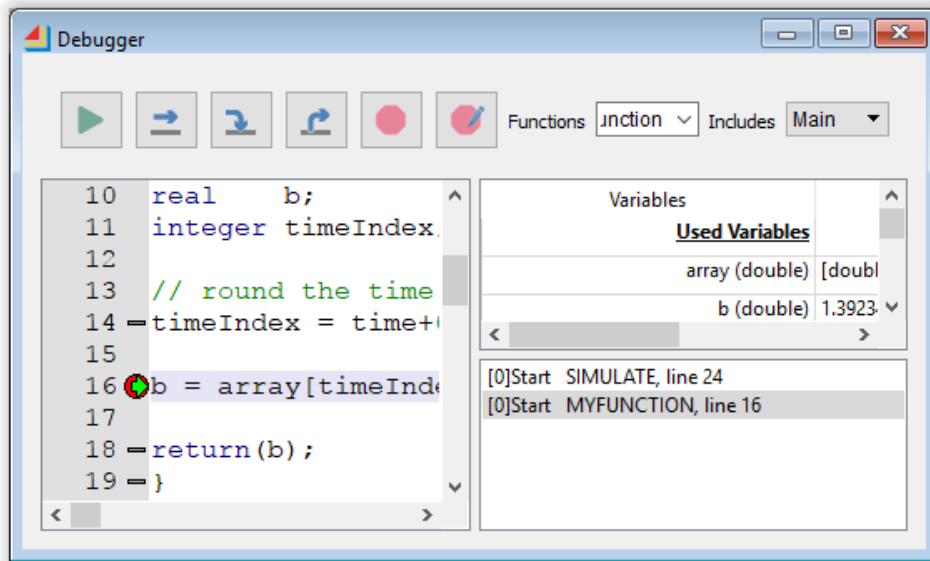 Debugger
Functions unction Includes Main
10 real b;
11 integer timeIndex
12
13 // round the time
14 timeIndex = time+
15
16 b = array[timeInd
17
18 return(b);
19 }
Variables
Used Variables
array (double) [doubl
b (double) 1.3923
[0]Start SIMULATE, line 24
[0]Start MYFUNCTION, line 16